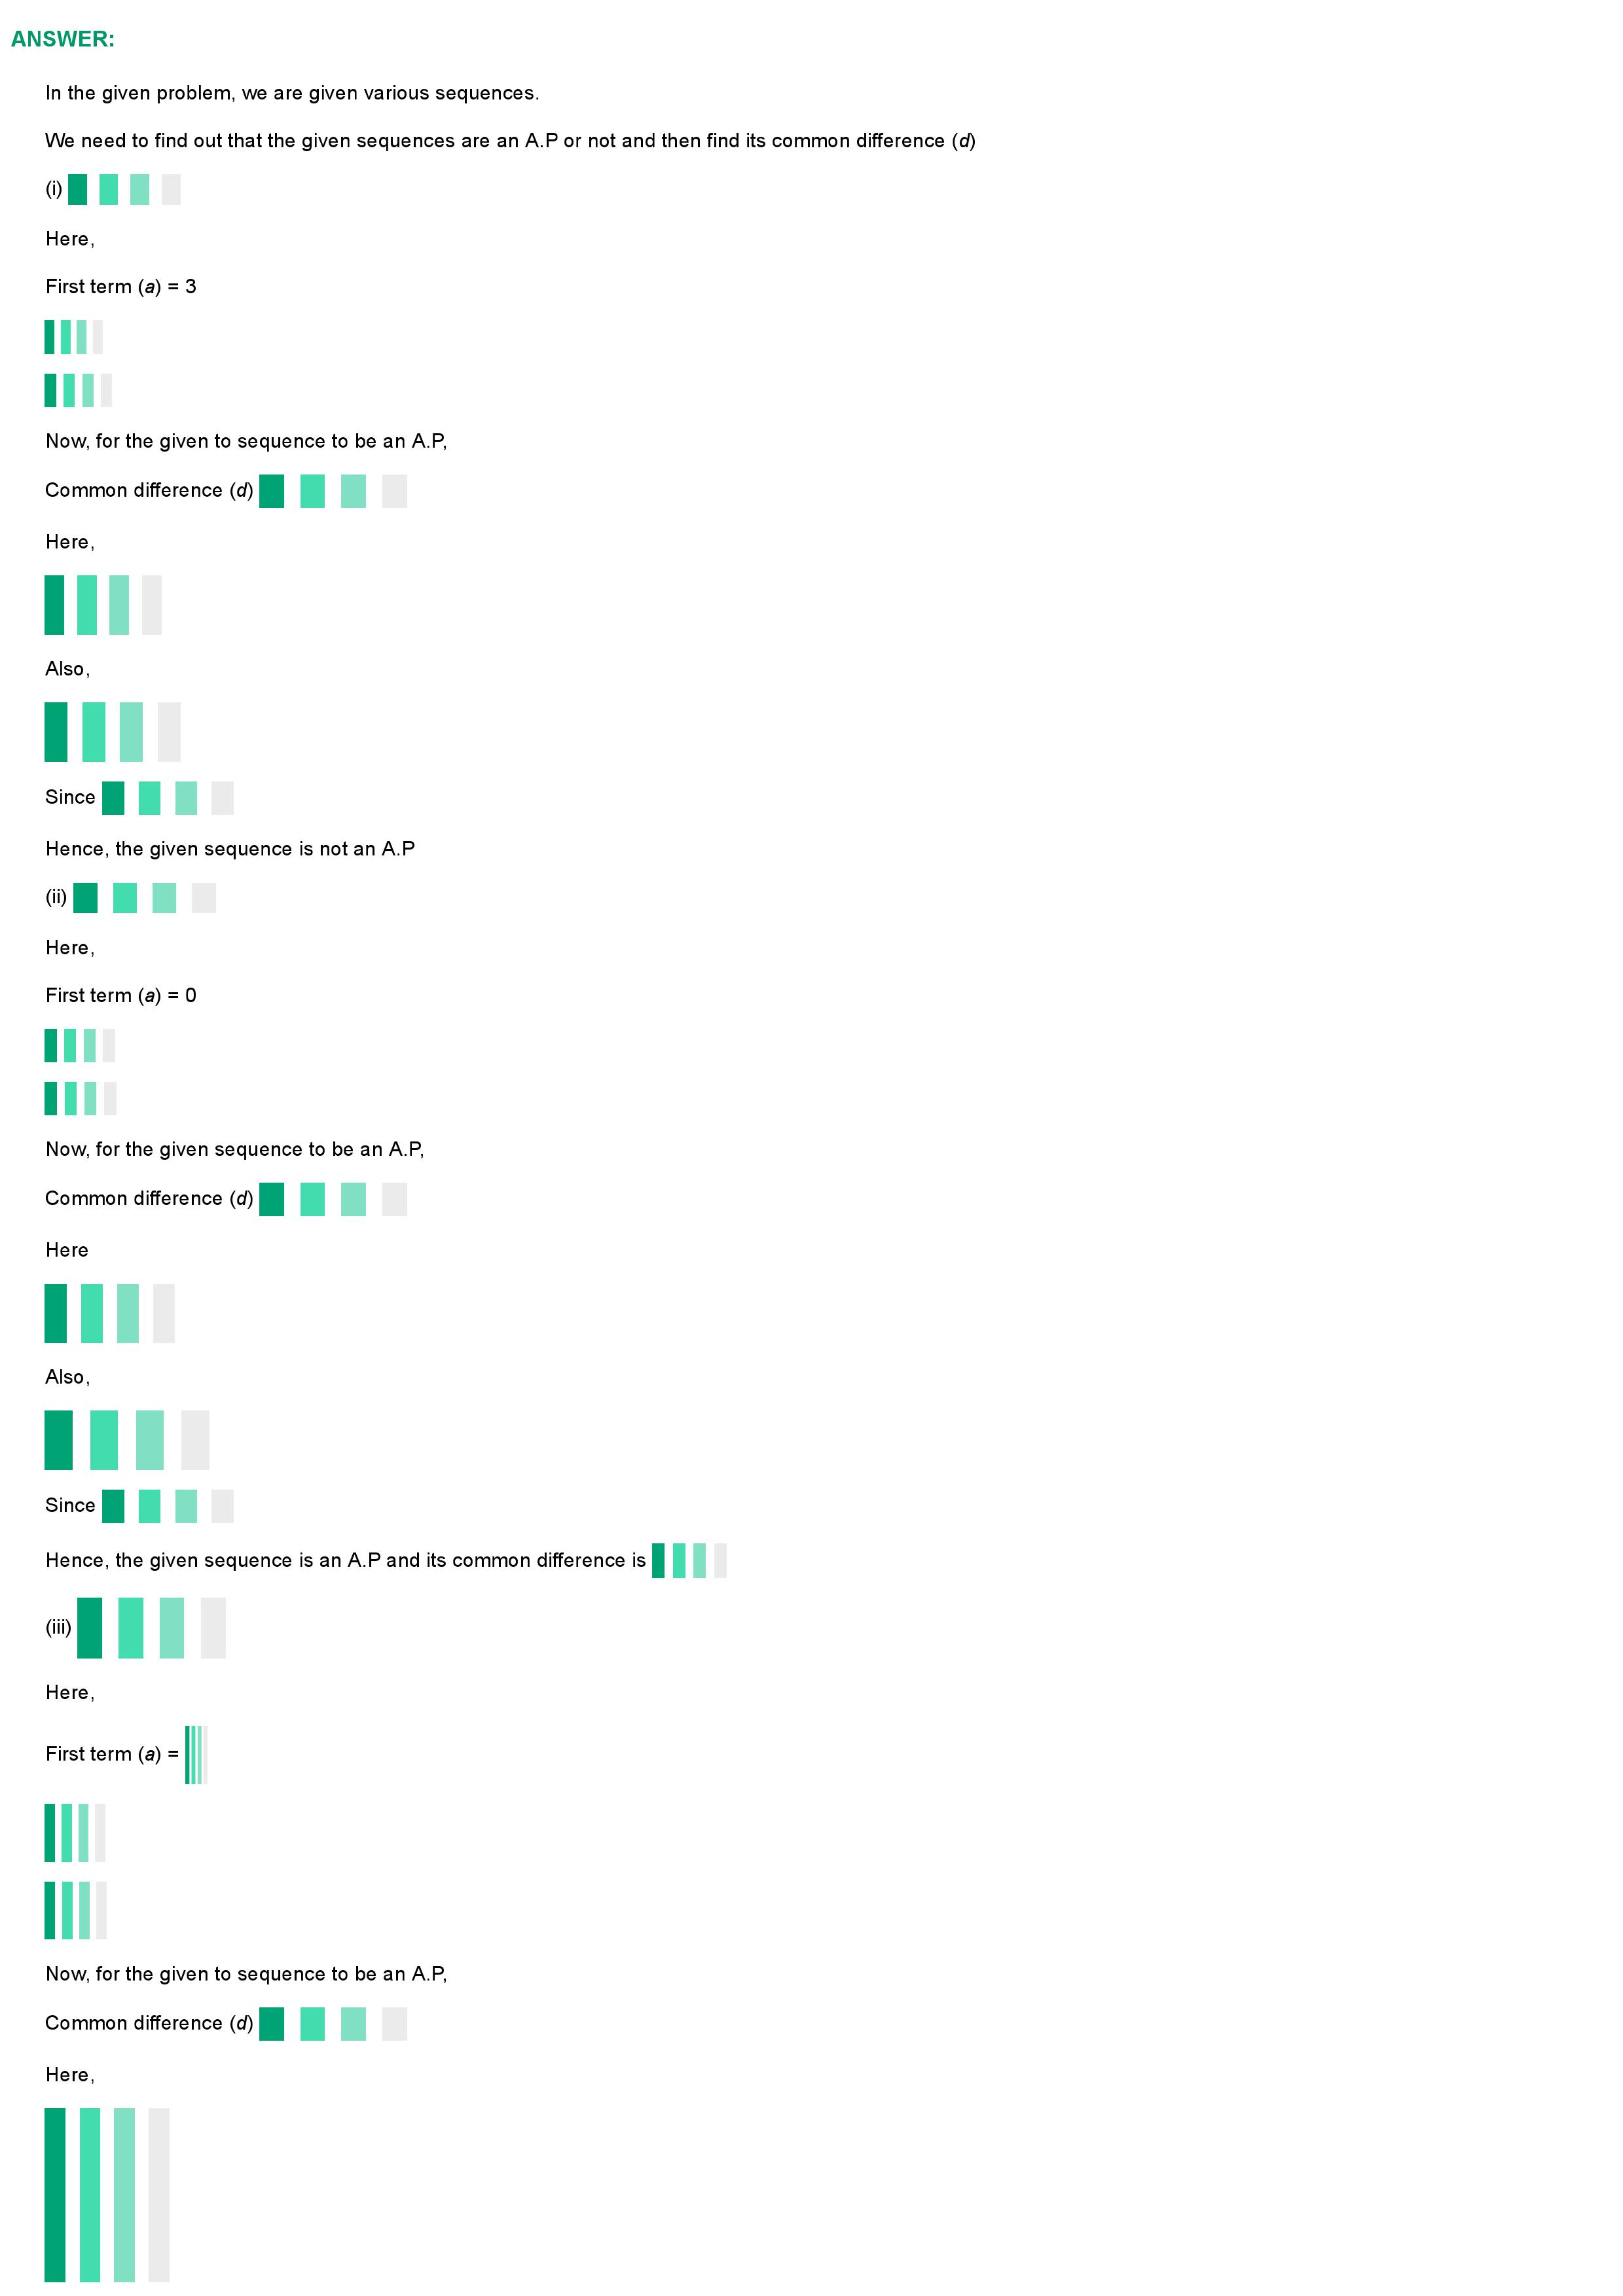 ANSWER:
In the given problem, we are given various sequences.
We need to find out that the given sequences are an A.P or not and then find its common difference (d)
(i)
Here,
First term (a) = 3
Now, for the given to sequence to be an A.P,
Common difference (d)
Here,
Also,
Since
Hence, the given sequence is not an A.P
(ii)
Here,
First term (a) = 0
Now, for the given sequence to be an A.P,
Common difference (d)
Here
Also,
Since
Hence, the given sequence is an A.P and its common difference is
(iii)
Here,
First term (a) =
Now, for the given to sequence to be an A.P,
Common difference (d)
Here,